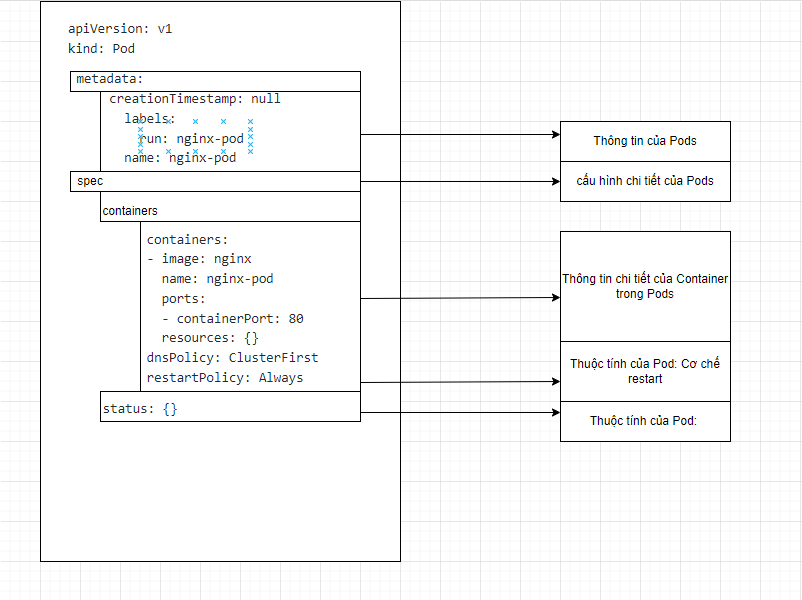 apiVersion: v1
kind: Pod
metadata:
creationTimestamp: null
labels:
run: nginx-pod
name: nginx-pod
spec
containers
containers:
- image: nginx
name: nginx-pod
ports:
- containerPort: 80
resources: {}
dnsPolicy: ClusterFirst
restartPolicy: Always
status: {}
Thông tin của Pods
cấu hình chi tiết của Pods
Thông tin chi tiết của Container
trong Pods
Thuộc tính của Pod: Cơ chế
restart
Thuộc tính của Pod: